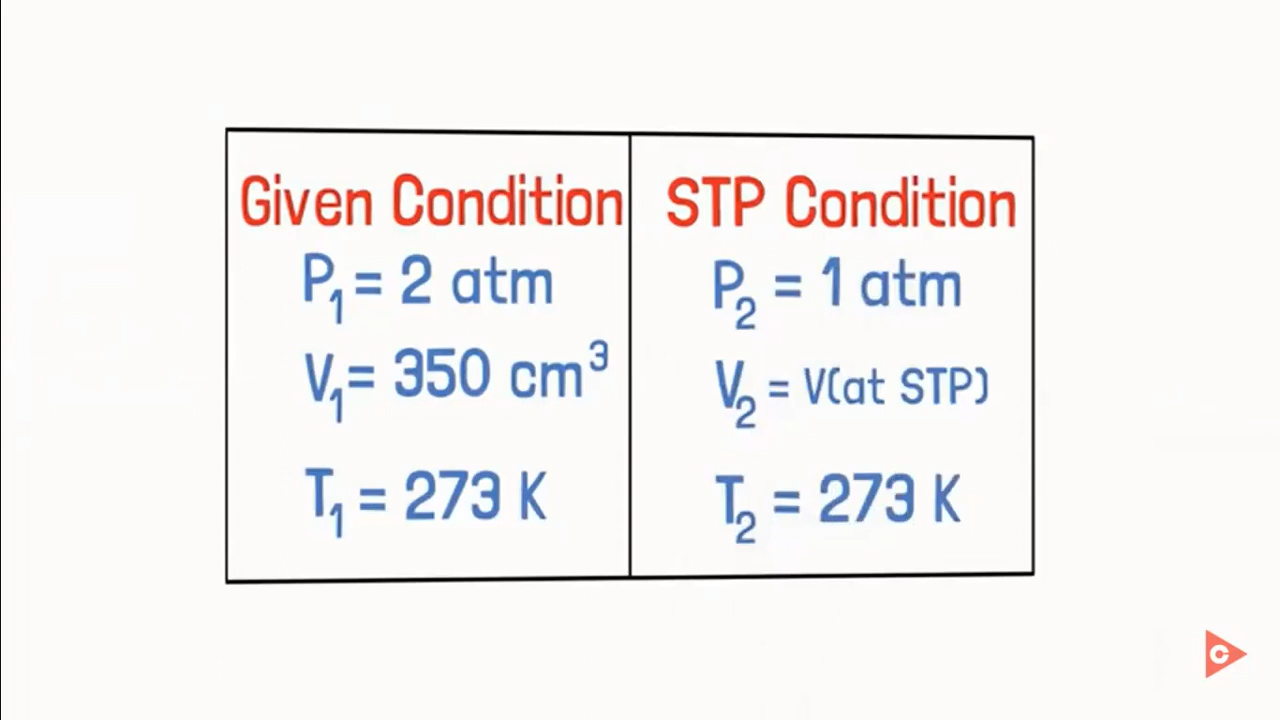 Given Condition
P₁ = 2 atm
V₁ = 350 cm³
T₁ = 273 K
STP Condition
P₂ = 1 atm
V₂ = V(at STP)
T₂ = 273 K